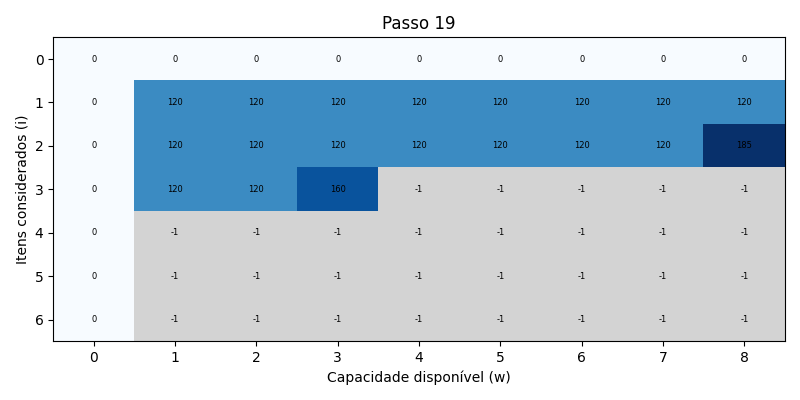 Passo 19
Itens considerados (i)
0 0 0 0 0 0 0 0 0 0
1 0 120 120 120 120 120 120 120 120
2 0 120 120 120 120 120 120 120 185
3 0 120 120 160 -1 -1 -1 -1 -1
4 0 -1 -1 -1 -1 -1 -1 -1 -1
5 0 -1 -1 -1 -1 -1 -1 -1 -1
6 0 -1 -1 -1 -1 -1 -1 -1 -1
0 1 2 3 4 5 6 7 8
Capacidade disponível (w)